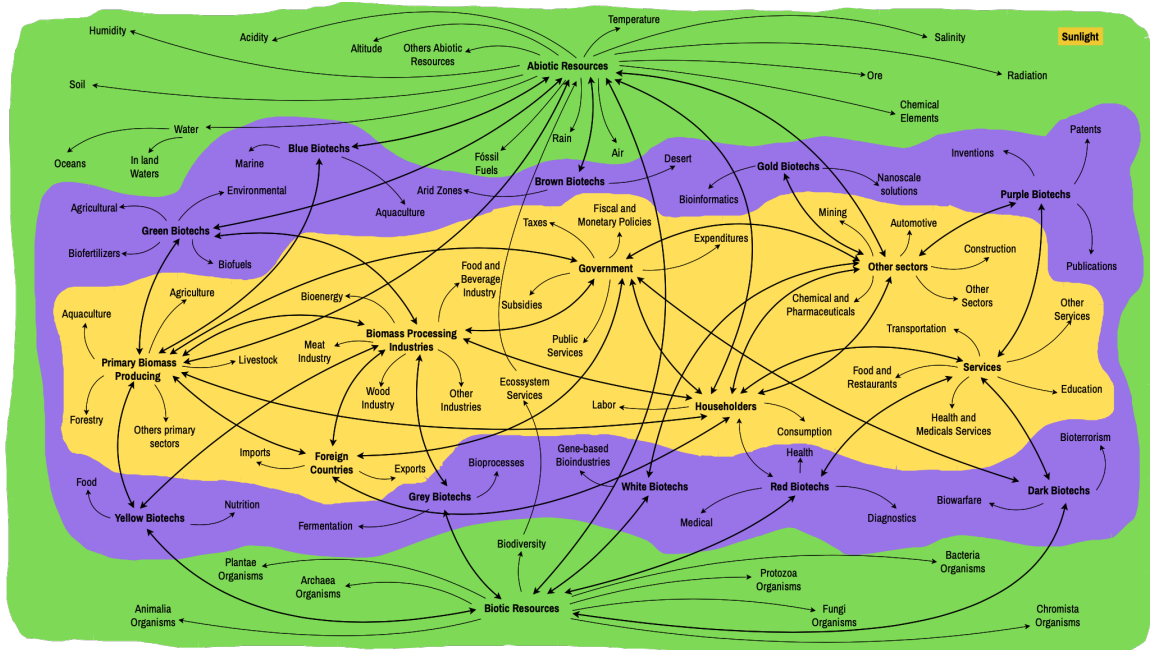 Temperature
Humidity
Acidity
Altitude
Others Abiotic
Resources
Salinity
Sunlight
Abiotic Resources
Soil
Ore
Radiation
Chemical
Elements
Water
Oceans
In land
Waters
Rain
Air
Fóssil
Fuels
Blue Biotechs
Marine
Aquaculture
Environmental
Agricultural
Green Biotechs
Biofertilizers
Biofuels
Arid Zones
Brown Biotechs
Desert
Gold Biotechs
Bioinformatics
Nanoscale
solutions
Patents
Inventions
Purple Biotechs
Publications
Taxes
Fiscal and
Monetary Policies
Expenditures
Government
Subsidies
Public
Services
Mining
Automotive
Construction
Other sectors
Chemical and
Pharmaceuticals
Other
Sectors
Food and
Beverage
Industry
Bioenergy
Biomass Processing
Industries
Meat
Industry
Wood
Industry
Other
Industries
Agriculture
Aquaculture
Primary Biomass
Producing
Livestock
Forestry
Others primary
sectors
Ecosystem
Services
Transportation
Other
Services
Services
Food and
Restaurants
Education
Health and
Medicals Services
Labor
Householders
Consumption
Imports
Foreign
Countries
Exports
Food
Nutrition
Yellow Biotechs
Bioprocesses
Grey Biotechs
Fermentation
Gene-based
Bioindustries
White Biotechs
Health
Red Biotechs
Medical
Diagnostics
Bioterrorism
Dark Biotechs
Biowarfare
Biodiversity
Plantae
Organisms
Archaea
Organisms
Animalia
Organisms
Biotic Resources
Protozoa
Organisms
Bacteria
Organisms
Fungi
Organisms
Chromista
Organisms